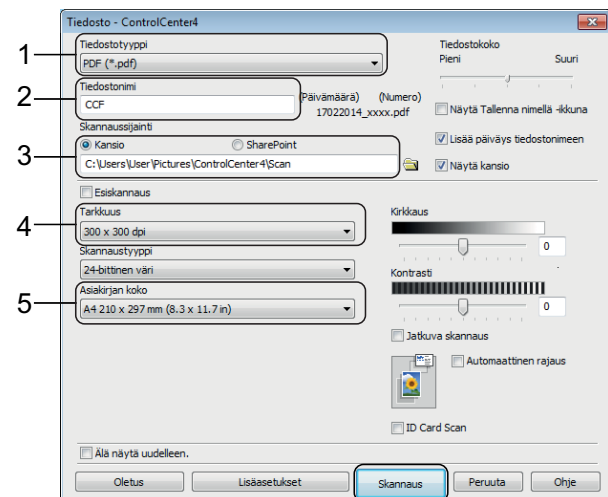 Tiedosto - ControlCenter4
1
Tiedostotyyppi
PDF (*.pdf)
Tiedostokoko
Pieni Suuri
2
Tiedostonimi
CCF
(Päivämäärä) (Numero)
17022014_xxxx.pdf
Näytä Tallenna nimellä -ikkuna
Skannaussijainti
Lisää päiväys tiedostonimeen
3
Kansio SharePoint
C:\Users\User\Pictures\ControlCenter4\Scan
Näytä kansio
Esiskannaus
4
Tarkkuus
300 x 300 dpi
Kirkkaus
0
Skannaustyyppi
24-bittinen väri
Kontrasti
0
5
Asiakirjan koko
A4 210 x 297 mm (8.3 x 11.7 in)
Jatkuva skannaus
Automaattinen rajaus
ID Card Scan
Älä näytä uudelleen.
Oletus Lisäasetukset Skannaus Peruuta Ohje